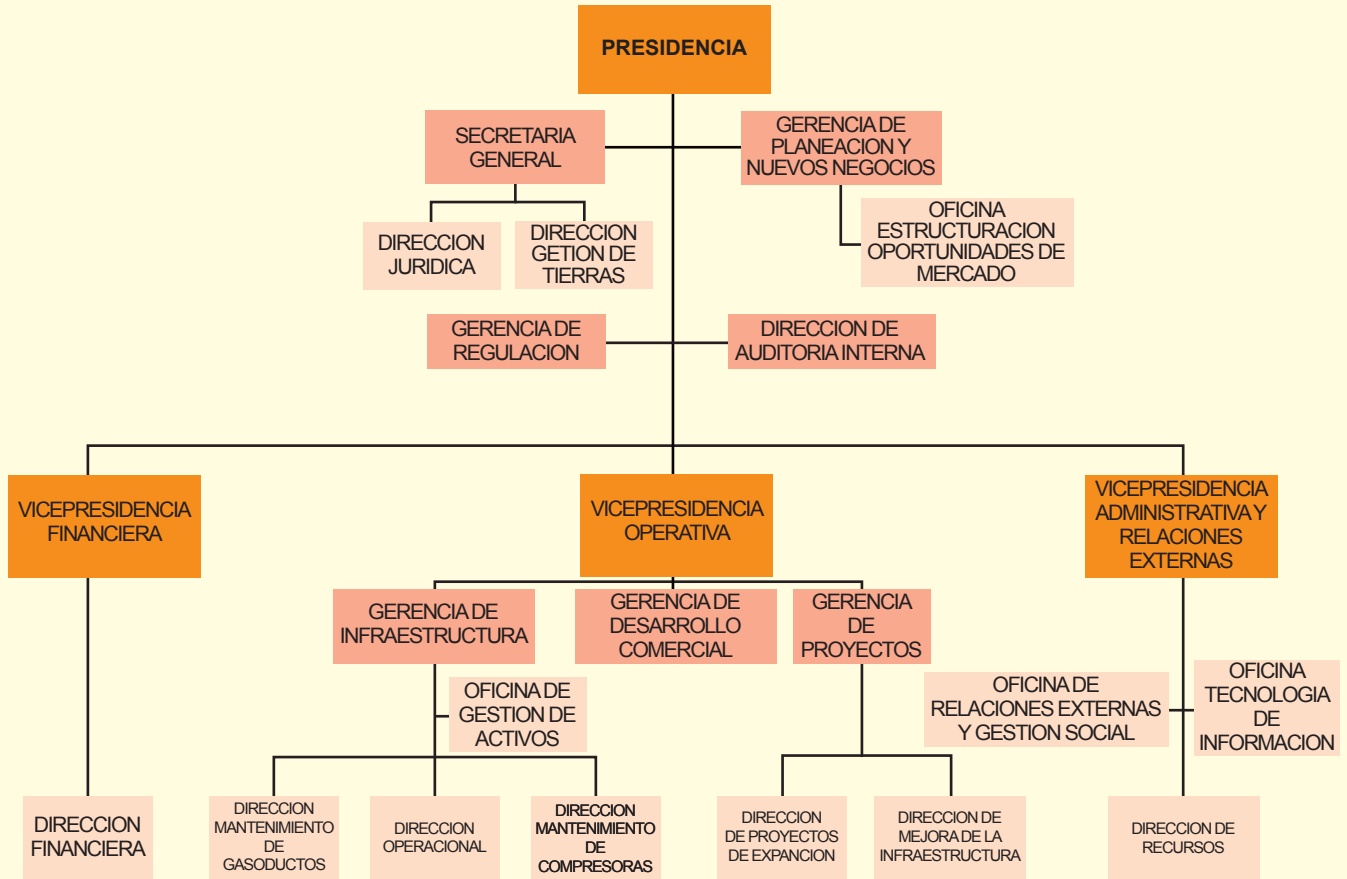 PRESIDENCIA
SECRETARIA
GENERAL
GERENCIA DE
PLANEACION Y
NUEVOS NEGOCIOS
DIRECCION
JURIDICA
DIRECCION
GETION DE
TIERRAS
OFICINA
ESTRUCTURACION
OPORTUNIDADES DE
MERCADO
GERENCIA DE
REGULACION
DIRECCION DE
AUDITORIA INTERNA
VICEPRESIDENCIA
FINANCIERA
VICEPRESIDENCIA
OPERATIVA
VICEPRESIDENCIA
ADMINISTRATIVA Y
RELACIONES
EXTERNAS
GERENCIA DE
INFRAESTRUCTURA
GERENCIA DE
DESARROLLO
COMERCIAL
GERENCIA
DE
PROYECTOS
OFICINA DE
GESTION DE
ACTIVOS
OFICINA DE
RELACIONES EXTERNAS
Y GESTION SOCIAL
OFICINA
TECNOLOGIA
DE
INFORMACION
DIRECCION
FINANCIERA
DIRECCION
MANTENIMIENTO
DE
GASODUCTOS
DIRECCION
OPERACIONAL
DIRECCION
MANTENIMIENTO
DE
COMPRESORAS
DIRECCION
DE PROYECTOS
DE EXPANCION
DIRECCION DE
MEJORA DE LA
INFRAESTRUCTURA
DIRECCION DE
RECURSOS